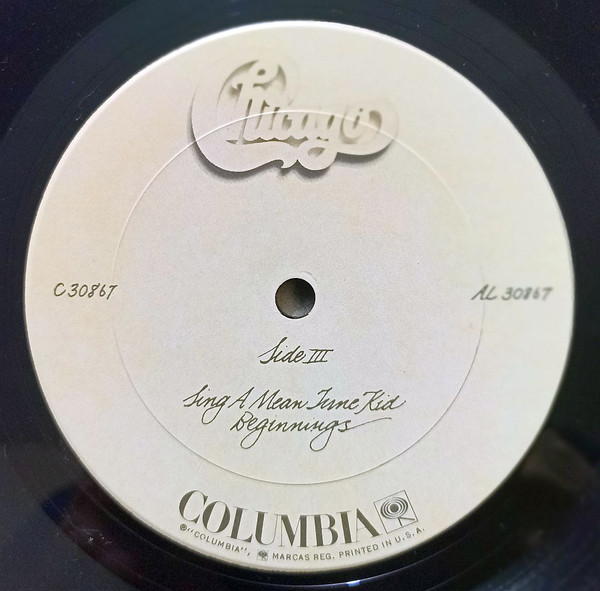 Chicago
C 30867
AL 30867
Side III
Sing A Mean Tune Kid
Beginnings
COLUMBIA
℗"COLUMBIA", MARCAS REG. PRINTED IN U.S.A.